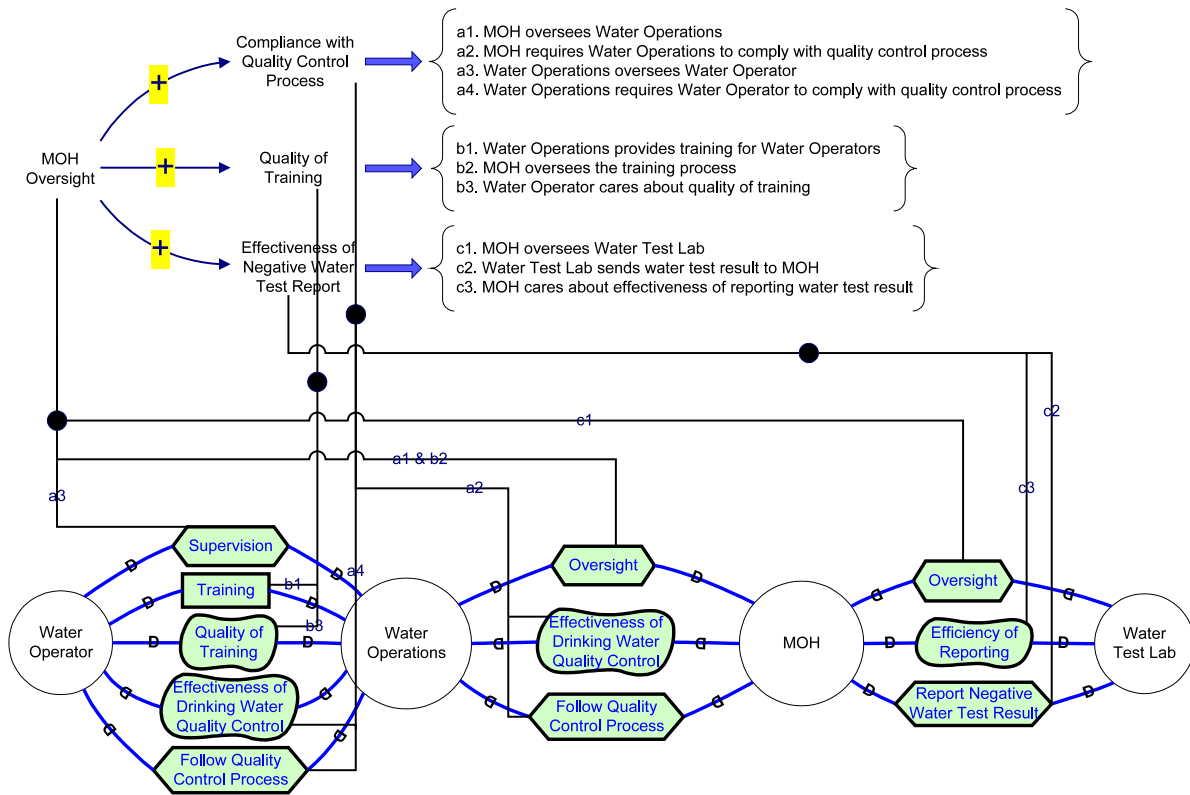 Compliance with
Quality Control
Process
a1. MOH oversees Water Operations
a2. MOH requires Water Operations to comply with quality control process
a3. Water Operations oversees Water Operator
a4. Water Operations requires Water Operator to comply with quality control process
+
MOH
Oversight
+
Quality of
Training
b1. Water Operations provides training for Water Operators
b2. MOH oversees the training process
b3. Water Operator cares about quality of training
+
Effectiveness of
Negative Water
Test Report
c1. MOH oversees Water Test Lab
c2. Water Test Lab sends water test result to MOH
c3. MOH cares about effectiveness of reporting water test result
c2
c1
a1 & b2
a3
a2
c3
Supervision
D
D
a4
Training
b1
D
D
Quality of
Training
b3
D
D
Effectiveness of
Drinking Water
Quality Control
D
D
Follow Quality
Control Process
D
D
Water
Operator
Water
Operations
Oversight
D
D
Effectiveness of
Drinking Water
Quality Control
D
D
Follow Quality
Control Process
D
D
MOH
Oversight
D
D
Efficiency of
Reporting
D
D
Report Negative
Water Test Result
D
D
Water
Test Lab